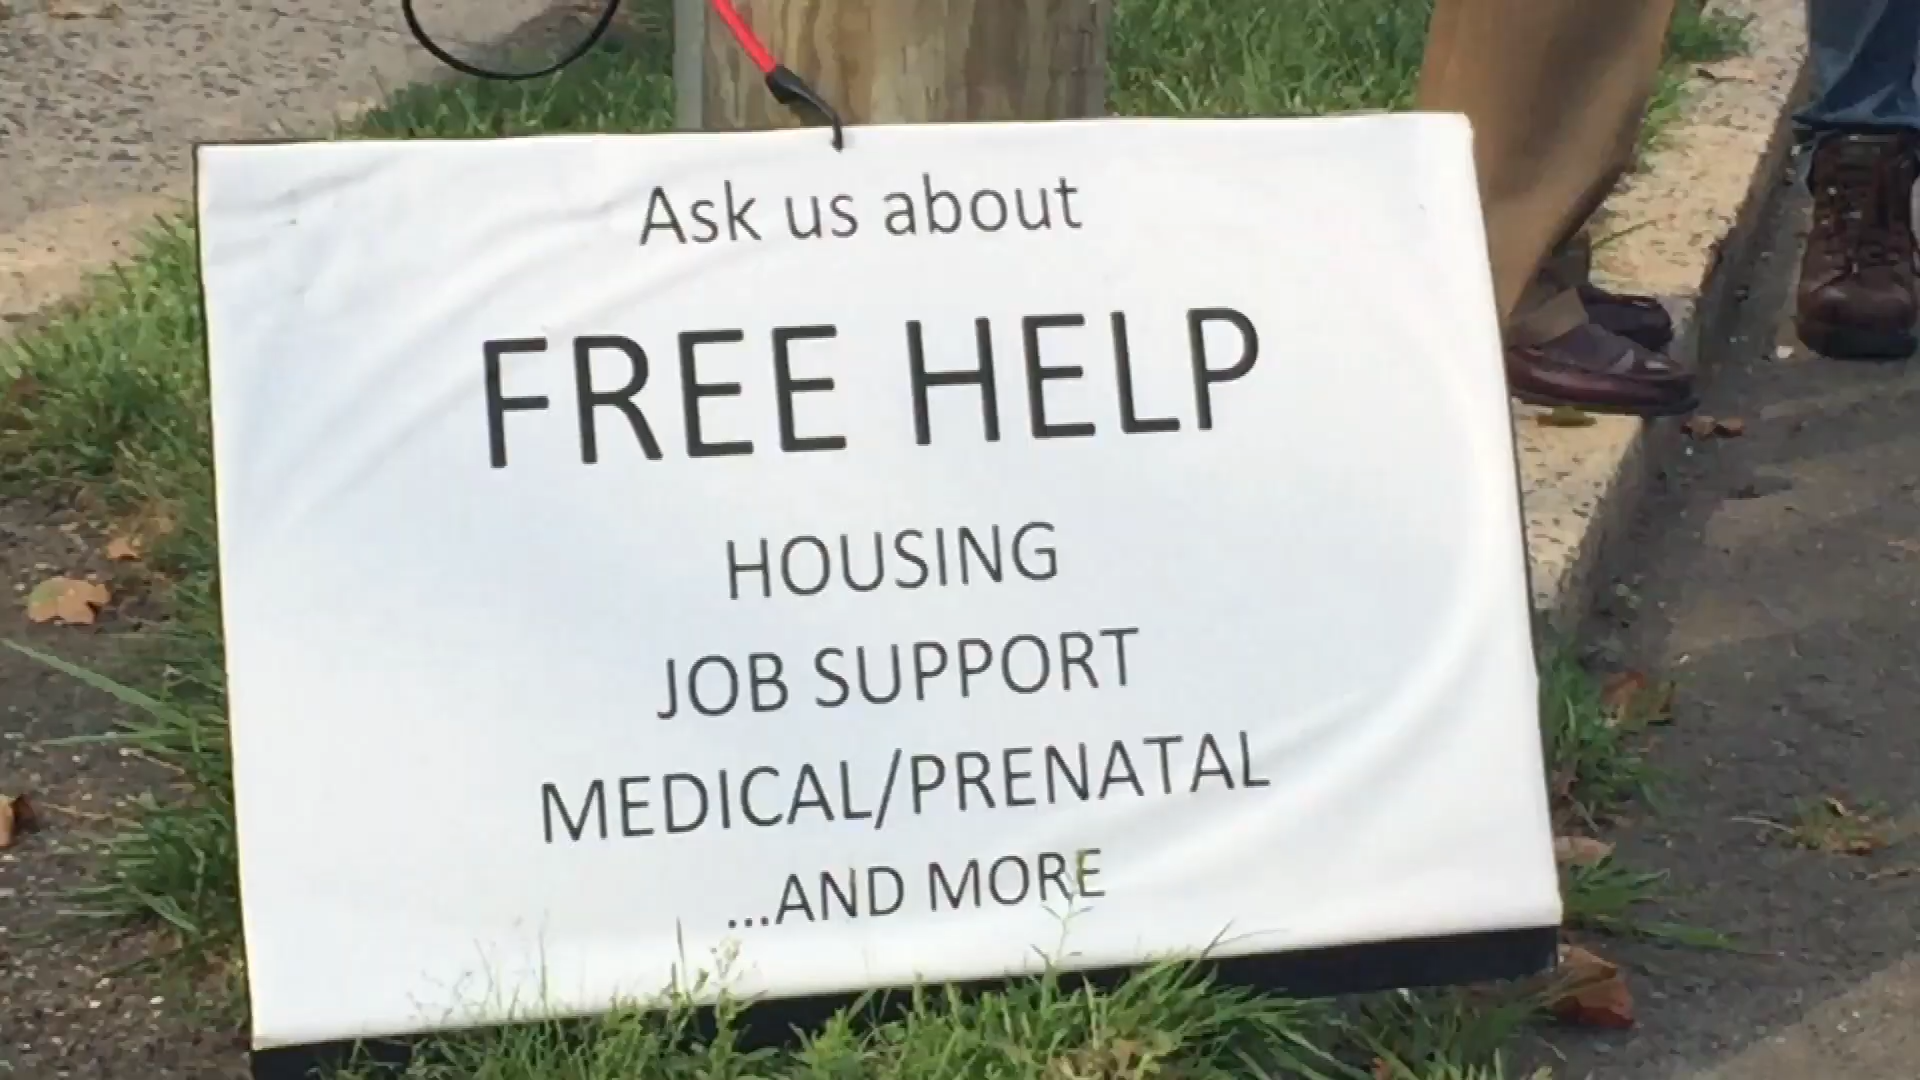 Ask us about
FREE HELP
HOUSING
JOB SUPPORT
MEDICAL/PRENATAL
...AND MORE